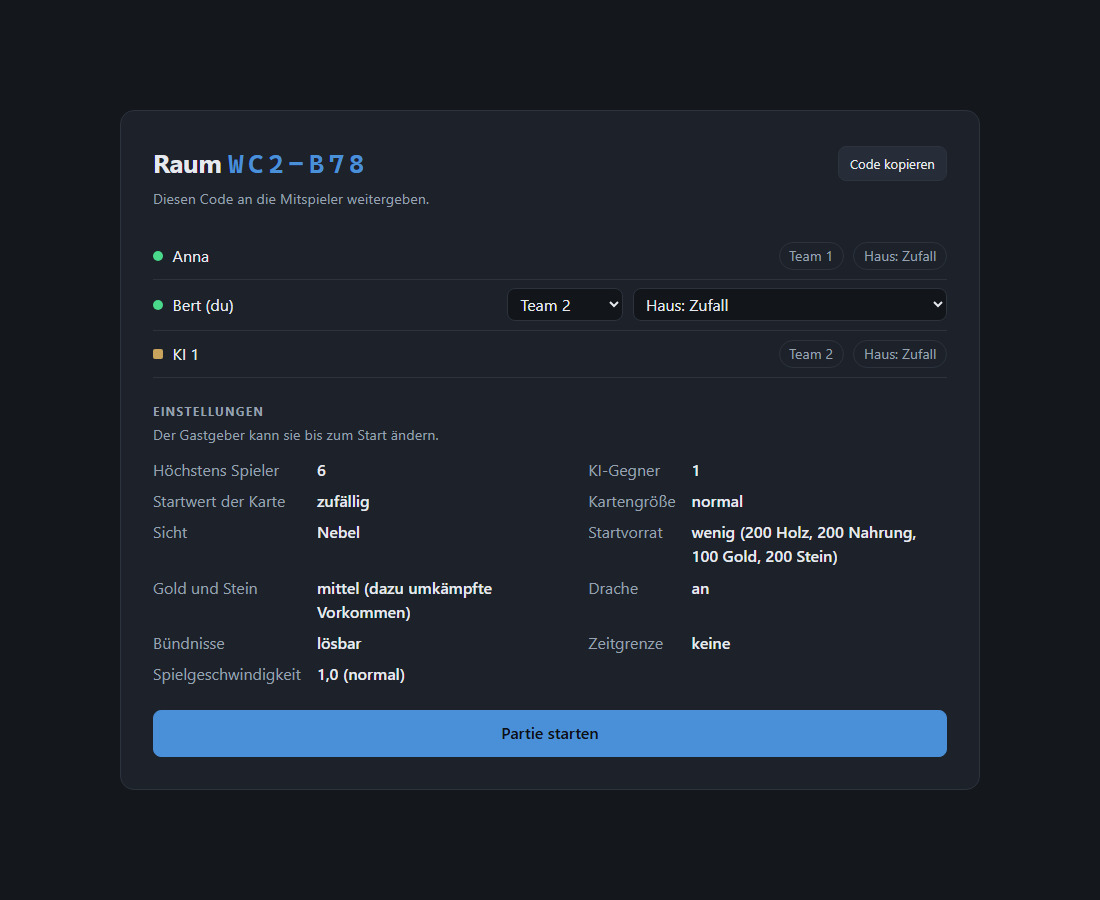 Raum WC2-B78
Code kopieren
Diesen Code an die Mitspieler weitergeben.
Anna
Team 1
Haus: Zufall
Bert (du)
Team 2
Haus: Zufall
KI 1
Team 2
Haus: Zufall
EINSTELLUNGEN
Der Gastgeber kann sie bis zum Start ändern.
Höchstens Spieler
6
KI-Gegner
1
Startwert der Karte
zufällig
Kartengröße
normal
Sicht
Nebel
Startvorrat
wenig (200 Holz, 200 Nahrung,
100 Gold, 200 Stein)
Gold und Stein
mittel (dazu umkämpfte
Vorkommen)
Drache
an
Bündnisse
lösbar
Zeitgrenze
keine
Spielgeschwindigkeit
1,0 (normal)
Partie starten